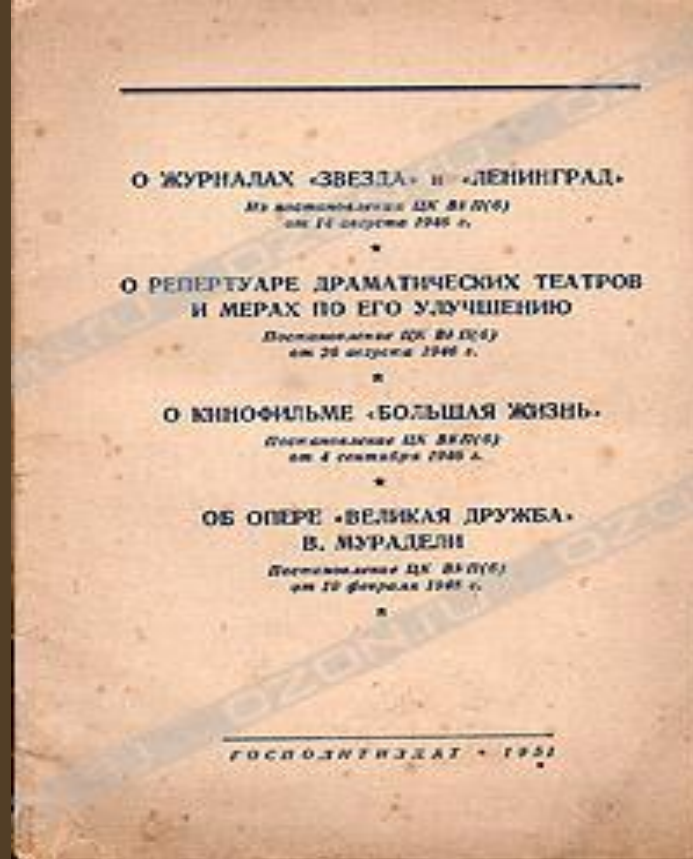 О ЖУРНАЛАХ «ЗВЕЗДА» и «ЛЕНИНГРАД»
Из постановления ЦК ВКП(б)
от 14 августа 1946 г.
О РЕПЕРТУАРЕ ДРАМАТИЧЕСКИХ ТЕАТРОВ
И МЕРАХ ПО ЕГО УЛУЧШЕНИЮ
Постановление ЦК ВКП(б)
от 26 августа 1946 г.
О КИНОФИЛЬМЕ «БОЛЬШАЯ ЖИЗНЬ»
Постановление ЦК ВКП(б)
от 4 сентября 1946 г.
ОБ ОПЕРЕ «ВЕЛИКАЯ ДРУЖБА»
В. МУРАДЕЛИ
Постановление ЦК ВКП(б)
от 10 февраля 1948 г.
OZON.RU
ГОСПОЛИТИЗДАТ • 1951